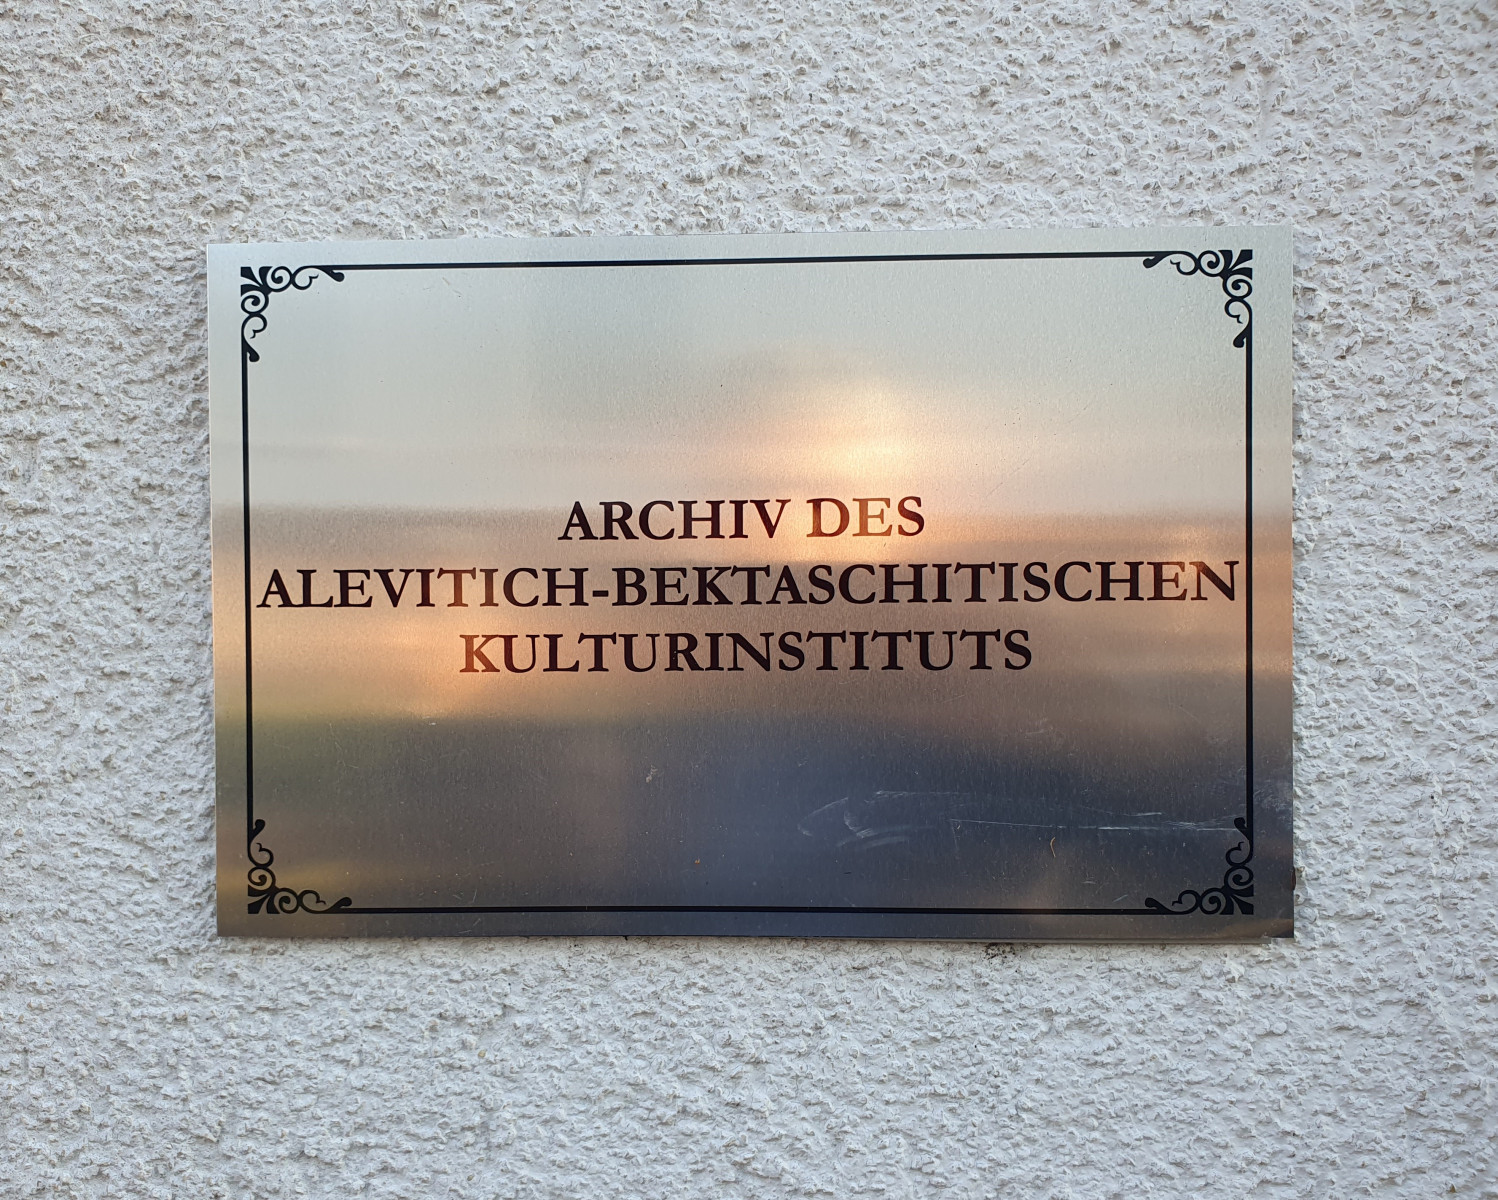 ARCHIV DES
ALEVITICH-BEKTASCHITISCHEN
KULTURINSTITUTS